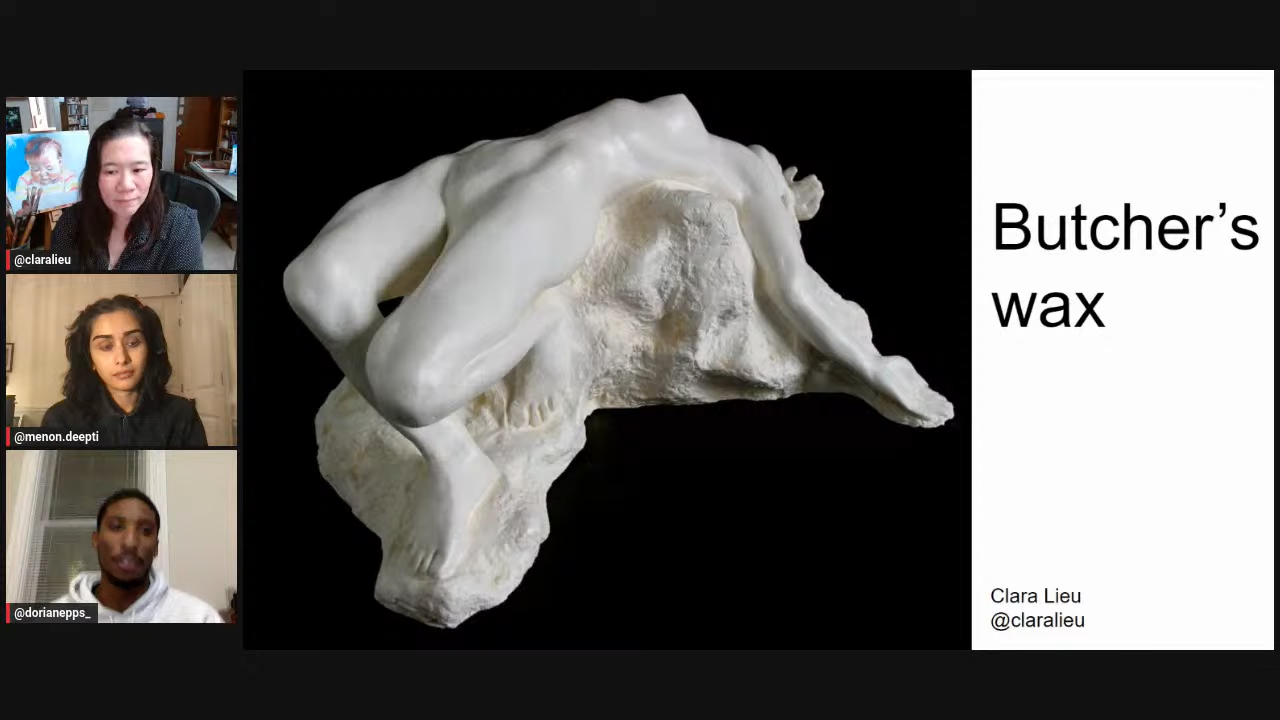 @claralieu
@menon.deepti
@dorianepps_
Butcher’s
wax
Clara Lieu
@claralieu